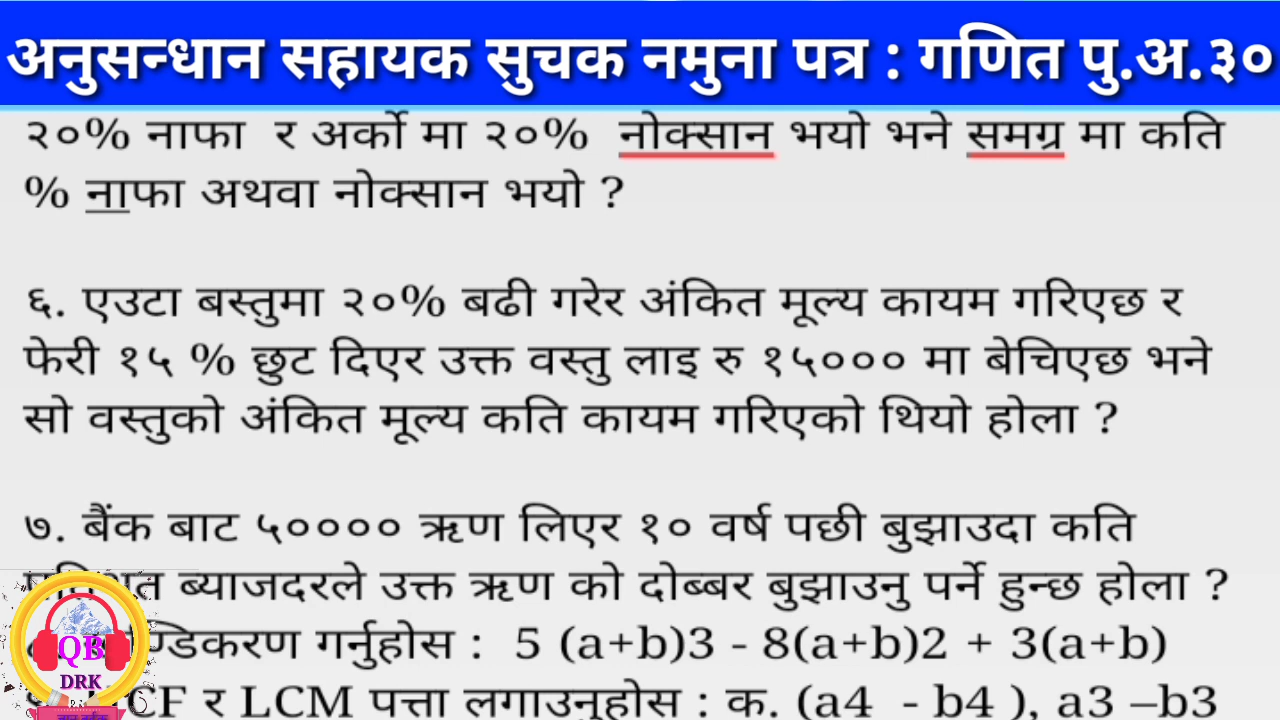 अनुसन्धान सहायक सुचक नमुना पत्र : गणित पु.अ.३०
२०% नाफा र अर्को मा २०% नोक्सान भयो भने समग्र मा कति
% नाफा अथवा नोक्सान भयो ?
६. एउटा बस्तुमा २०% बढी गरेर अंकित मूल्य कायम गरिएछ र
फेरी १५ % छुट दिएर उक्त वस्तु लाइ रु १५००० मा बेचिएछ भने
सो वस्तुको अंकित मूल्य कति कायम गरिएको थियो होला ?
७. बैंक बाट ५०००० ऋण लिएर १० वर्ष पछी बुझाउदा कति
ब्याजदरले उक्त ऋण को दोब्बर बुझाउनु पर्ने हुन्छ होला ?
गर्नुहोस : 5 (a+b)3 - 8(a+b)2 + 3(a+b)
र LCM पत्ता लगाउनुहोस : क. (a4 - b4 ), a3 –b3
QB
DRK